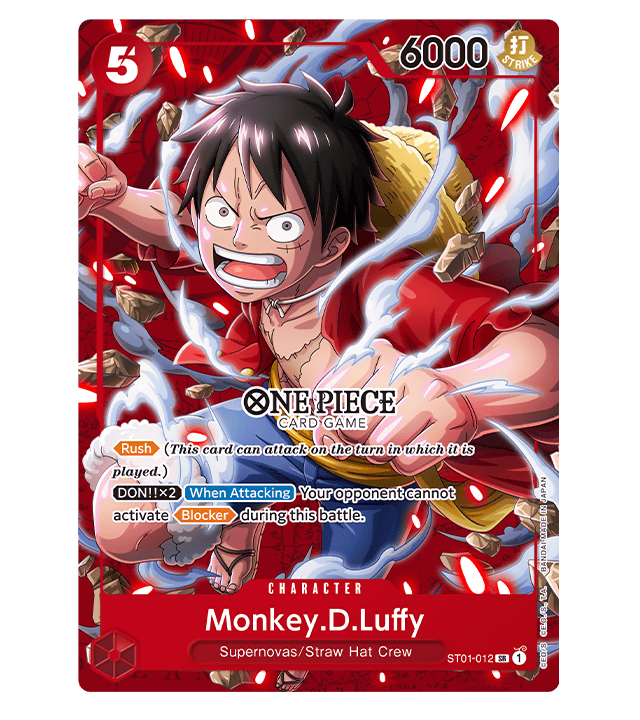 5
6000
打
STRIKE
ONE PIECE
CARD GAME
Rush (This card can attack on the turn in which it is
played.)
DON!!×2 When Attacking Your opponent cannot
activate Blocker during this battle.
CHARACTER
Monkey.D.Luffy
Supernovas/Straw Hat Crew
ST01-012 SR 1
BANDAI MADE IN JAPAN